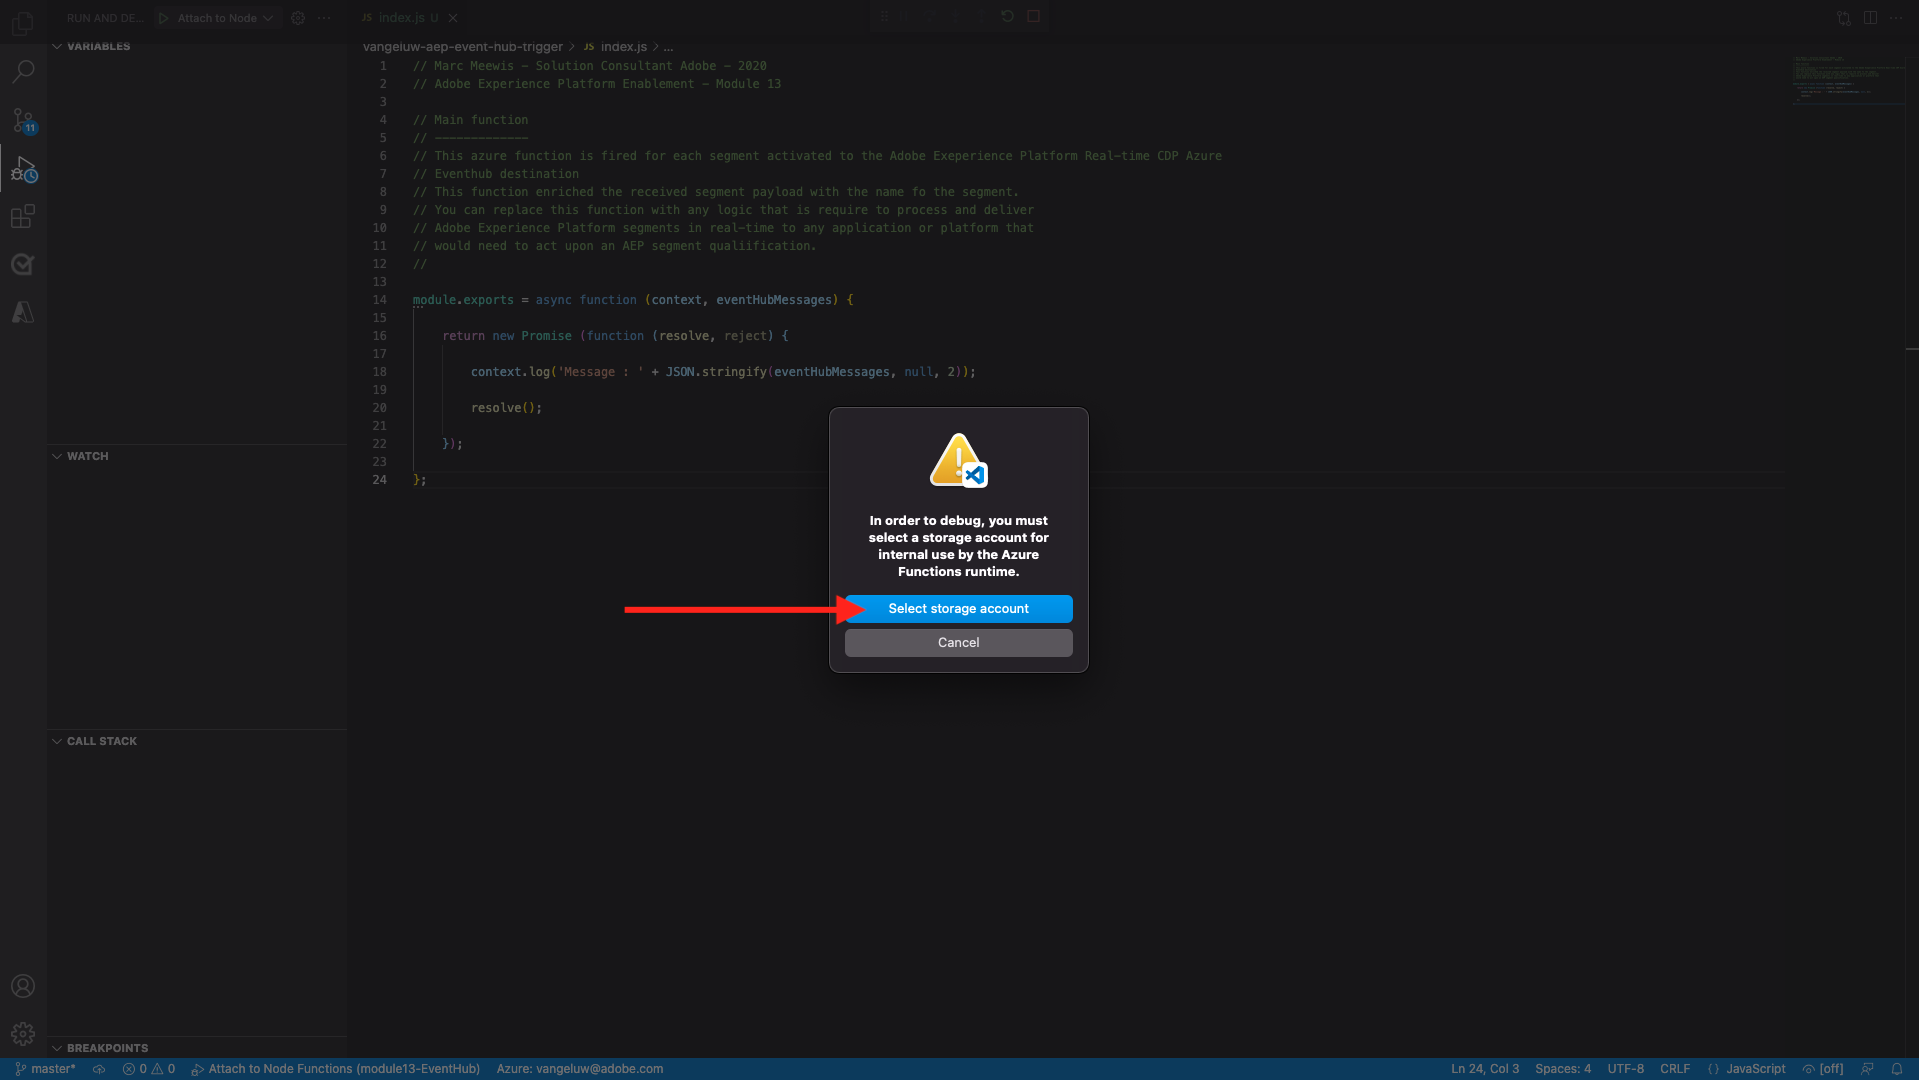 RUN AND DE... Attach to Node ...
JS index.js U
VARIABLES
vangeluw-aep-event-hub-trigger > JS index.js > ...
1 // Marc Meewis - Solution Consultant Adobe - 2020
2 // Adobe Experience Platform Enablement - Module 13
3
4 // Main function
5 // -------------
6 // This azure function is fired for each segment activated to the Adobe Exeperience Platform Real-time CDP Azure
7 // Eventhub destination
8 // This function enriched the received segment payload with the name fo the segment.
9 // You can replace this function with any logic that is require to process and deliver
10 // Adobe Experience Platform segments in real-time to any application or platform that
11 // would need to act upon an AEP segment qualiification.
12 //
13
14 module.exports = async function (context, eventHubMessages) {
15
16 return new Promise (function (resolve, reject) {
17
18 context.log('Message : ' + JSON.stringify(eventHubMessages, null, 2));
19
20 resolve();
21
22 });
23
24 };
11
WATCH
CALL STACK
BREAKPOINTS
In order to debug, you must
select a storage account for
internal use by the Azure
Functions runtime.
Select storage account
Cancel
master* 0 0 Attach to Node Functions (module13-EventHub) Azure: vangeluw@adobe.com Ln 24, Col 3 Spaces: 4 UTF-8 CRLF {} JavaScript [off]